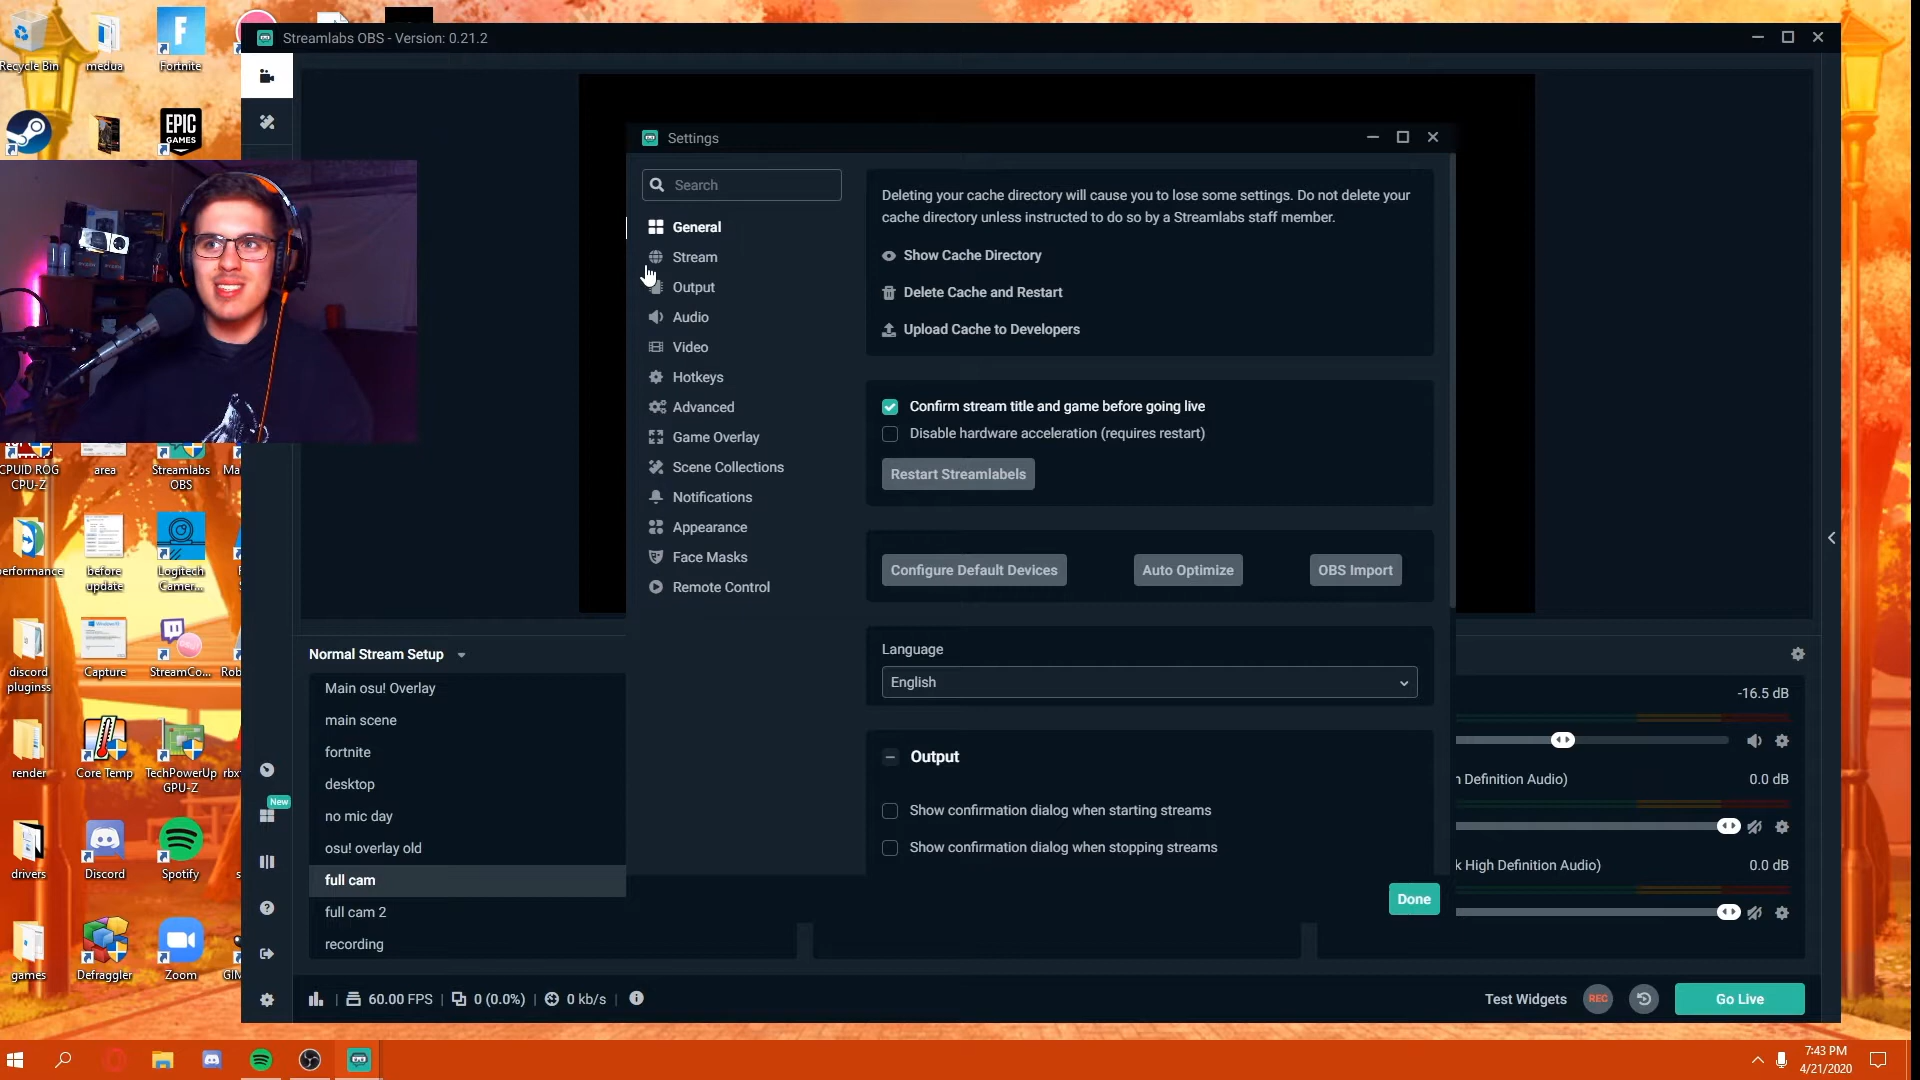 Recycle Bin
medua
Fortnite
EPIC
GAMES
Streamlabs OBS - Version: 0.21.2
Settings
Search
General
Stream
Output
Audio
Video
Hotkeys
Advanced
Game Overlay
Scene Collections
Notifications
Appearance
Face Masks
Remote Control
Deleting your cache directory will cause you to lose some settings. Do not delete your
cache directory unless instructed to do so by a Streamlabs staff member.
Show Cache Directory
Delete Cache and Restart
Upload Cache to Developers
Confirm stream title and game before going live
Disable hardware acceleration (requires restart)
Restart Streamlabels
Configure Default Devices
Auto Optimize
OBS Import
Language
English
Output
Show confirmation dialog when starting streams
Show confirmation dialog when stopping streams
Done
CPUID ROG
CPU-Z
area
Streamlabs
OBS
Ma
erformance
before
update
Logitech
Gamer...
discord
pluginss
Capture
StreamCo...
Rob
render
Core Temp
TechPowerUp
GPU-Z
rbx
drivers
Discord
Spotify
s
games
Defraggler
Zoom
GIM
New
Normal Stream Setup
Main osu! Overlay
main scene
fortnite
desktop
no mic day
osu! overlay old
full cam
full cam 2
recording
-16.5 dB
h Definition Audio)
0.0 dB
k High Definition Audio)
0.0 dB
60.00 FPS
0 (0.0%)
0 kb/s
Test Widgets
REC
Go Live
7:43 PM
4/21/2020